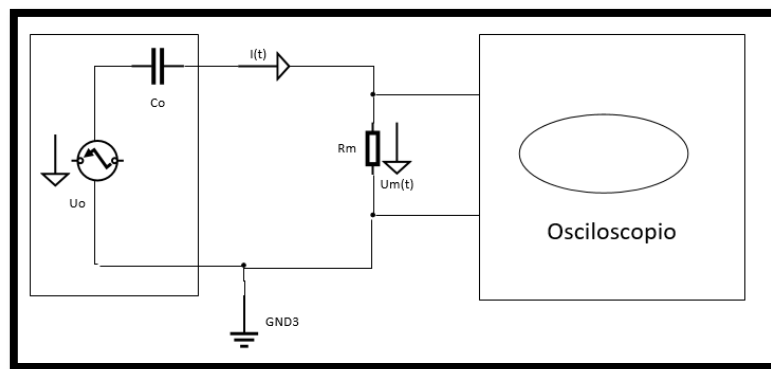 I(t)
Co
Rm
Um(t)
Uo
Osciloscopio
GND3